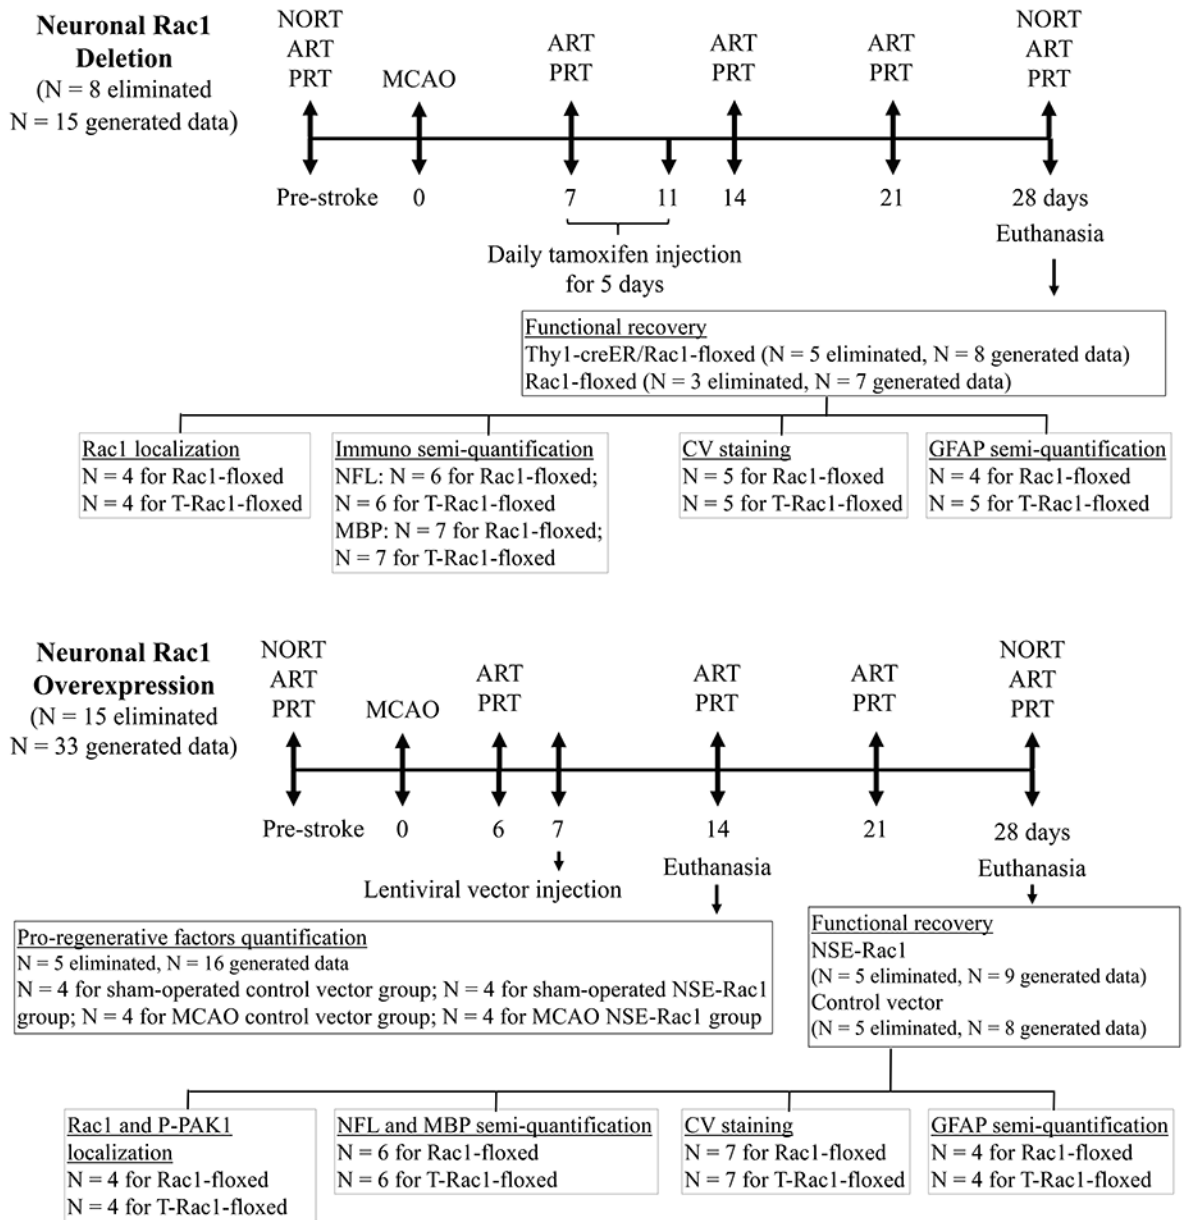 Neuronal Rac1
Deletion
(N = 8 eliminated
N = 15 generated data)
NORT
ART
PRT
MCAO
ART
PRT
ART
PRT
ART
PRT
NORT
ART
PRT
Pre-stroke
0
7
11
14
21
28 days
Daily tamoxifen injection
for 5 days
Euthanasia
Functional recovery
Thy1-creER/Rac1-floxed (N = 5 eliminated, N = 8 generated data)
Rac1-floxed (N = 3 eliminated, N = 7 generated data)
Rac1 localization
N = 4 for Rac1-floxed
N = 4 for T-Rac1-floxed
Immuno semi-quantification
NFL: N = 6 for Rac1-floxed;
N = 6 for T-Rac1-floxed
MBP: N = 7 for Rac1-floxed;
N = 7 for T-Rac1-floxed
CV staining
N = 5 for Rac1-floxed
N = 5 for T-Rac1-floxed
GFAP semi-quantification
N = 4 for Rac1-floxed
N = 5 for T-Rac1-floxed
Neuronal Rac1
Overexpression
(N = 15 eliminated
N = 33 generated data)
NORT
ART
PRT
MCAO
ART
PRT
ART
PRT
ART
PRT
NORT
ART
PRT
Pre-stroke
0
6
7
14
21
28 days
Lentiviral vector injection
Euthanasia
Euthanasia
Pro-regenerative factors quantification
N = 5 eliminated, N = 16 generated data
N = 4 for sham-operated control vector group; N = 4 for sham-operated NSE-Rac1
group; N = 4 for MCAO control vector group; N = 4 for MCAO NSE-Rac1 group
Functional recovery
NSE-Rac1
(N = 5 eliminated, N = 9 generated data)
Control vector
(N = 5 eliminated, N = 8 generated data)
Rac1 and P-PAK1
localization
N = 4 for Rac1-floxed
N = 4 for T-Rac1-floxed
NFL and MBP semi-quantification
N = 6 for Rac1-floxed
N = 6 for T-Rac1-floxed
CV staining
N = 7 for Rac1-floxed
N = 7 for T-Rac1-floxed
GFAP semi-quantification
N = 4 for Rac1-floxed
N = 4 for T-Rac1-floxed